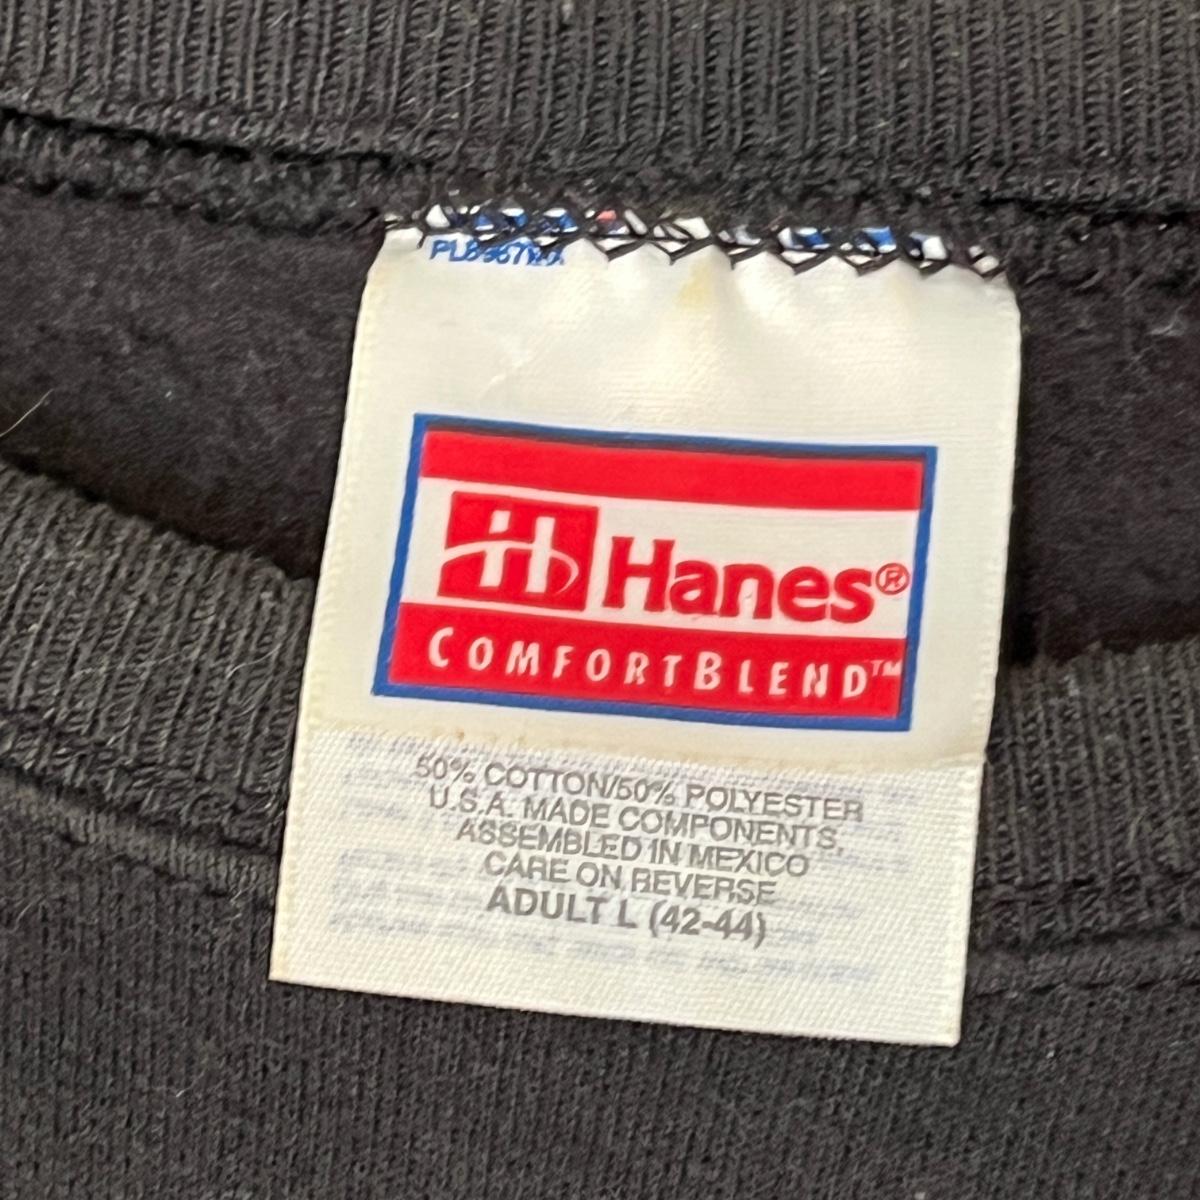 Hanes®
COMFORTBLEND™
50% COTTON/50% POLYESTER
U.S.A. MADE COMPONENTS,
ASSEMBLED IN MEXICO
CARE ON REVERSE
ADULT L (42-44)